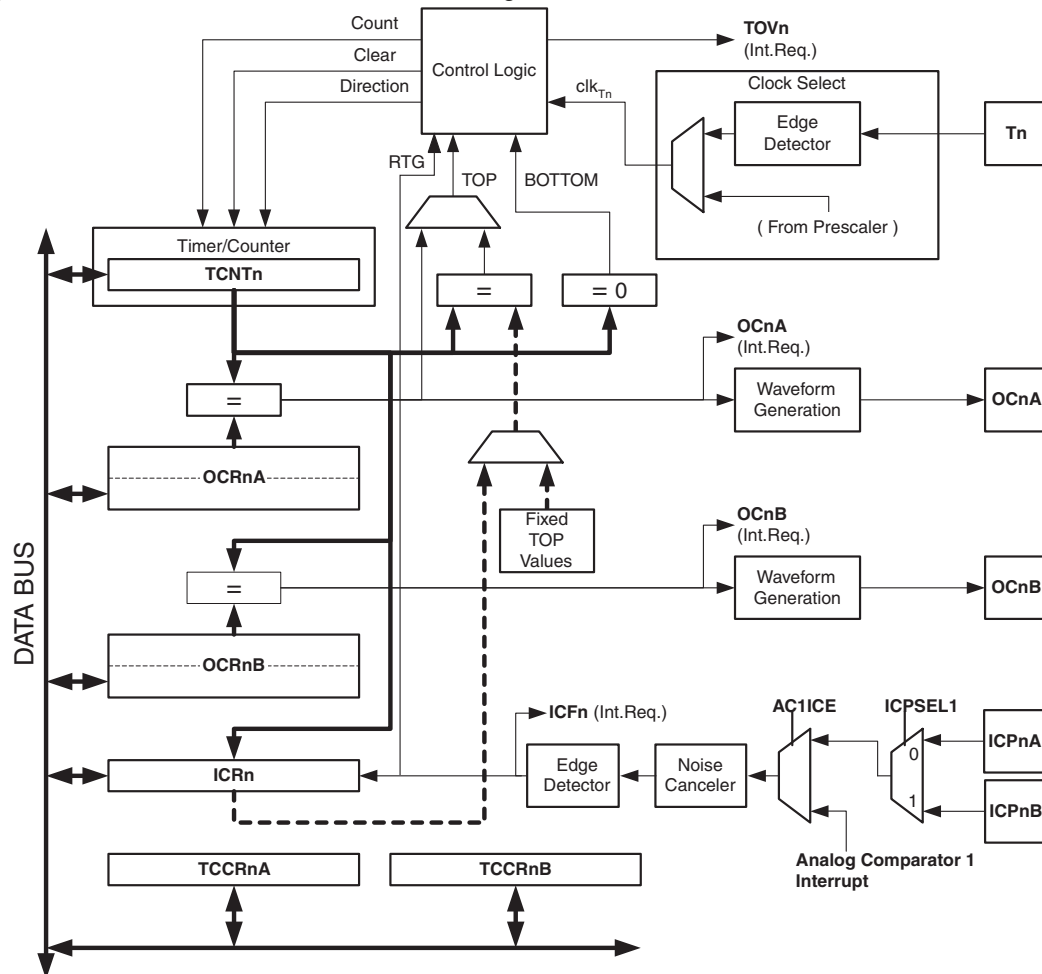 Count
Clear
Direction
Control Logic
TOVn
(Int.Req.)
clkTn
Clock Select
Edge
Detector
Tn
( From Prescaler )
RTG
TOP
BOTTOM
Timer/Counter
TCNTn
=
= 0
=
OCRnA
OCnA
(Int.Req.)
Waveform
Generation
OCnA
Fixed
TOP
Values
OCnB
(Int.Req.)
=
Waveform
Generation
OCnB
OCRnB
DATA BUS
ICFn (Int.Req.)
AC1ICE
ICPSEL1
ICRn
Edge
Detector
Noise
Canceler
0
1
ICPnA
ICPnB
Analog Comparator 1
Interrupt
TCCRnA
TCCRnB